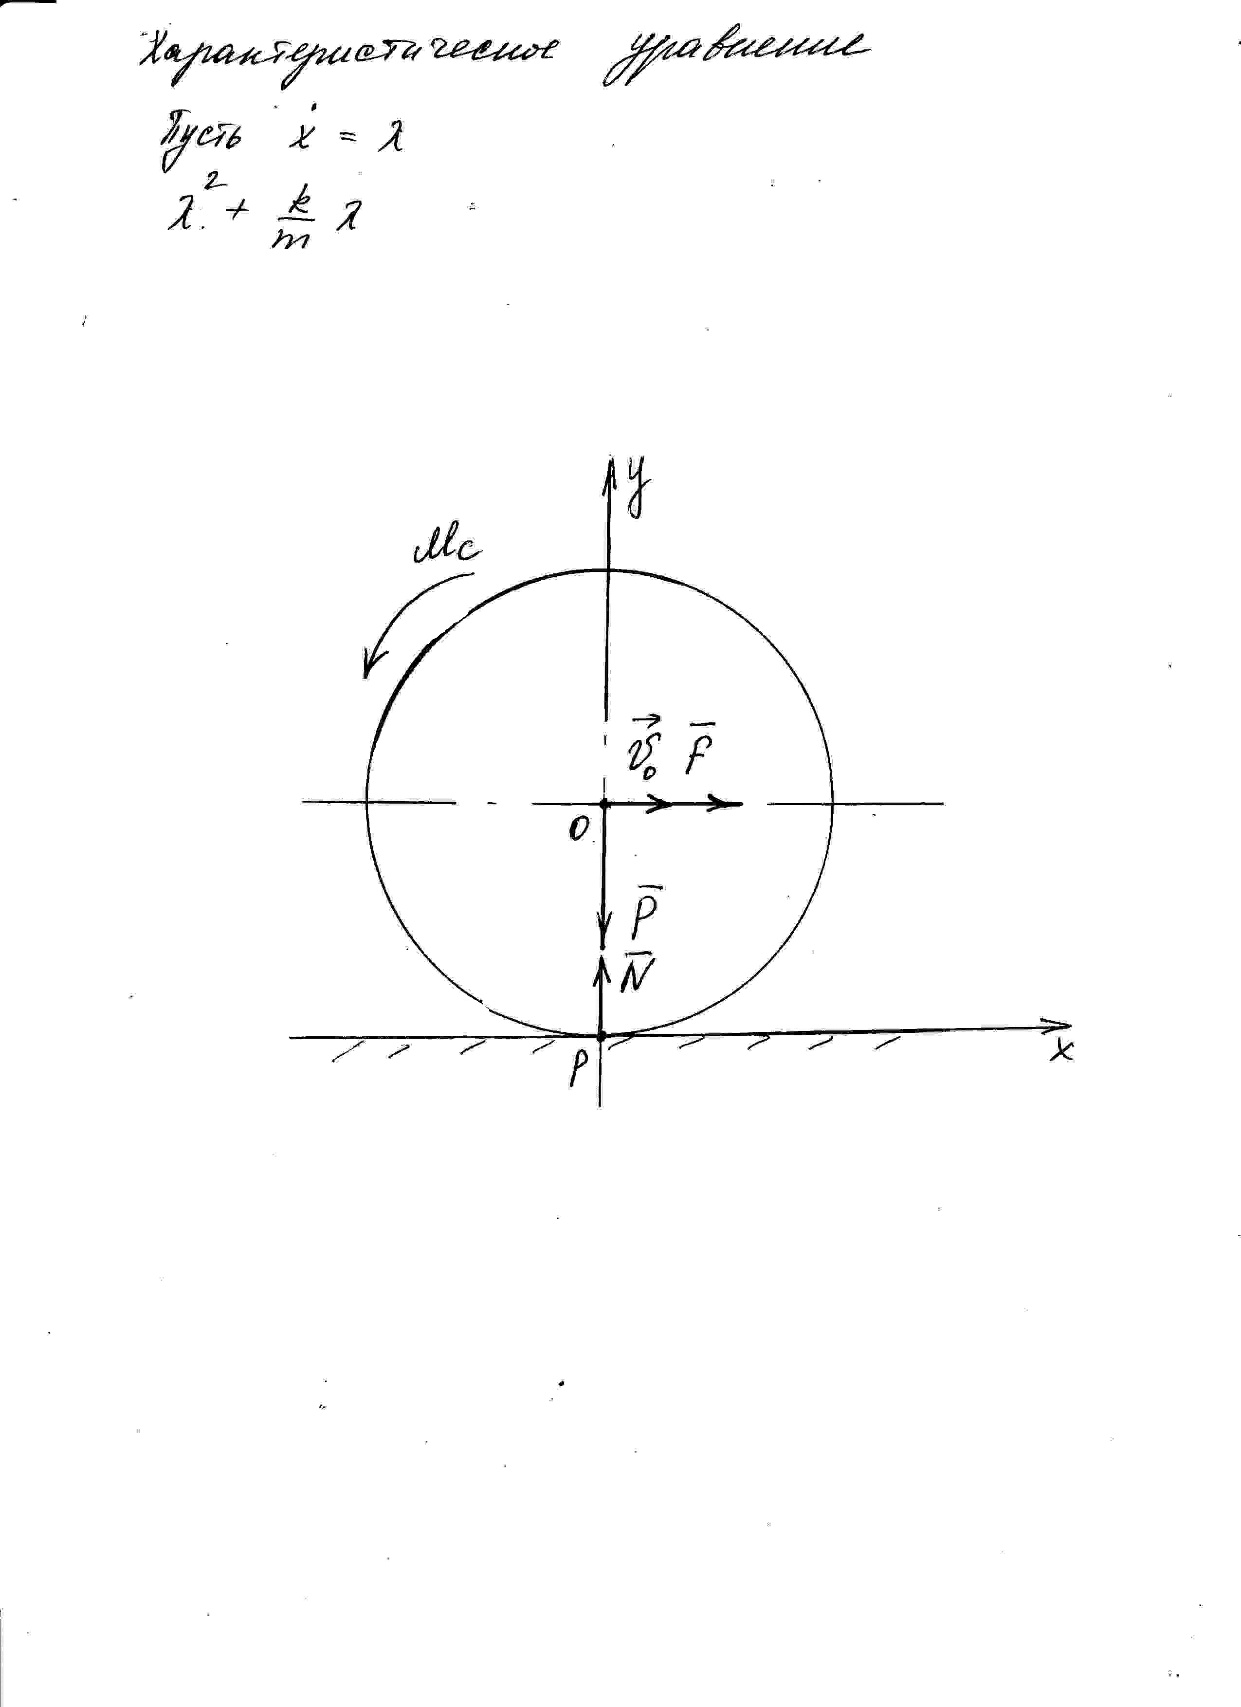 Характеристическое уравнение
Пусть ẋ = λ
λ² + k/m λ
y
Mc
v⃗₀ F̅
O
P̅
N̅
P
x